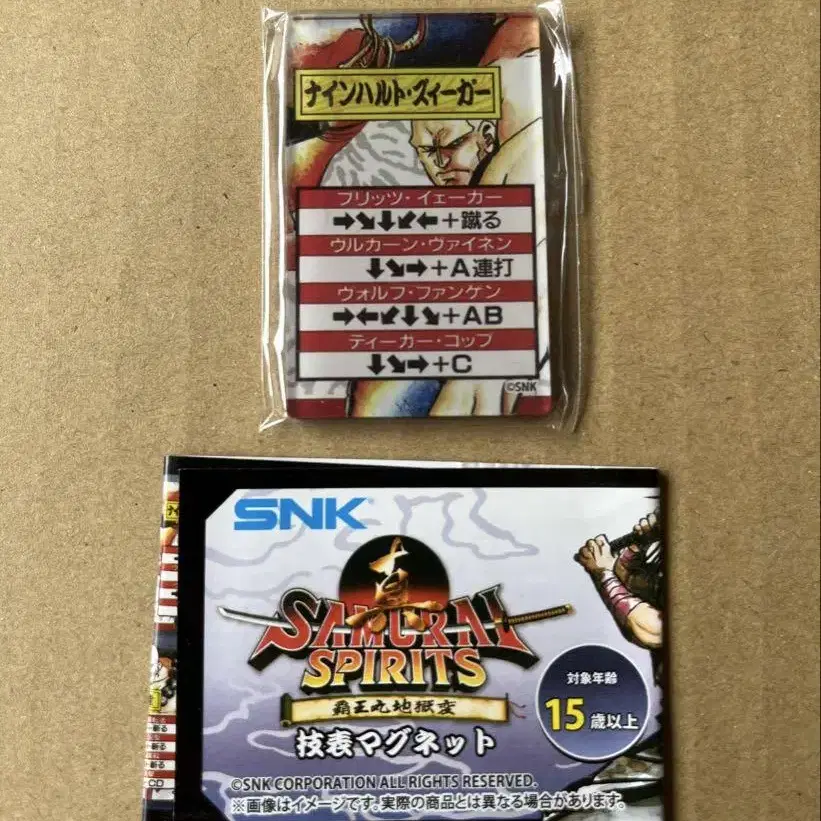 ナインハルト・ズィーガー
フリッツ・イェーガー
➡⬊⬇⬋⬅+蹴る
ウルカーン・ヴァイネン
⬇⬊➡+A連打
ヴォルフ・ファンゲン
➡⬅⬋⬇⬊+AB
ティーガー・コップ
⬇⬊➡+C
©SNK
SNK
真
SAMURAI
SPIRITS
覇王丸地獄変
技表マグネット
対象年齢
15歳以上
©SNK CORPORATION ALL RIGHTS RESERVED.
※画像はイメージです。実際の商品とは異なる場合があります。
CD